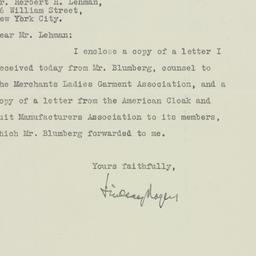 r. Herbert H. Lehman,
6 William Street,
ew York City.
ear Mr. Lehman:
I enclose a copy of a letter I
eceived today from Mr. Blumberg, counsel to
he Merchants Ladies Garment Association, and a
opy of a letter from the American Cloak and
uit Manufacturers Association to its members,
hich Mr. Blumberg forwarded to me.
Yours faithfully,
Lindsay Rogers